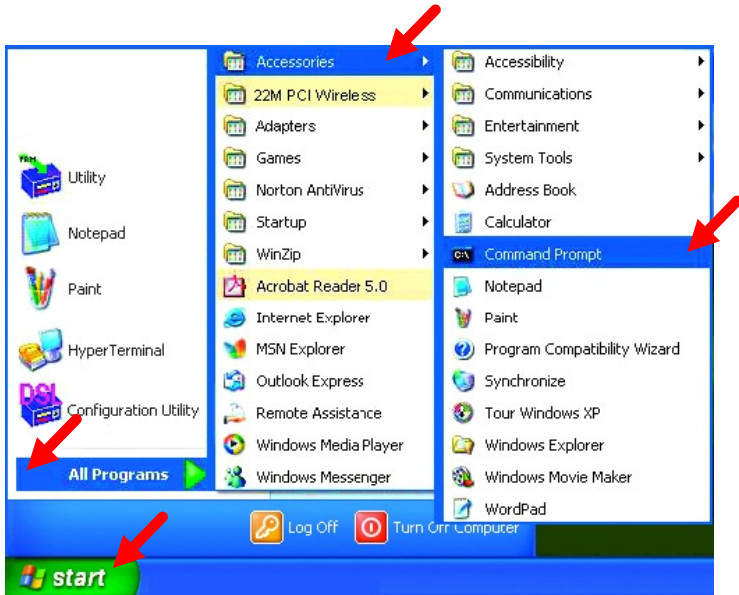 Utility
Notepad
Paint
HyperTerminal
DSL
Configuration Utility
All Programs
Accessories
22M PCI Wireless
Adapters
Games
Norton AntiVirus
Startup
WinZip
Acrobat Reader 5.0
Internet Explorer
MSN Explorer
Outlook Express
Remote Assistance
Windows Media Player
Windows Messenger
Accessibility
Communications
Entertainment
System Tools
Address Book
Calculator
C:\
Command Prompt
Notepad
Paint
Program Compatibility Wizard
Synchronize
Tour Windows XP
Windows Explorer
Windows Movie Maker
WordPad
Log Off
Turn Off Computer
start